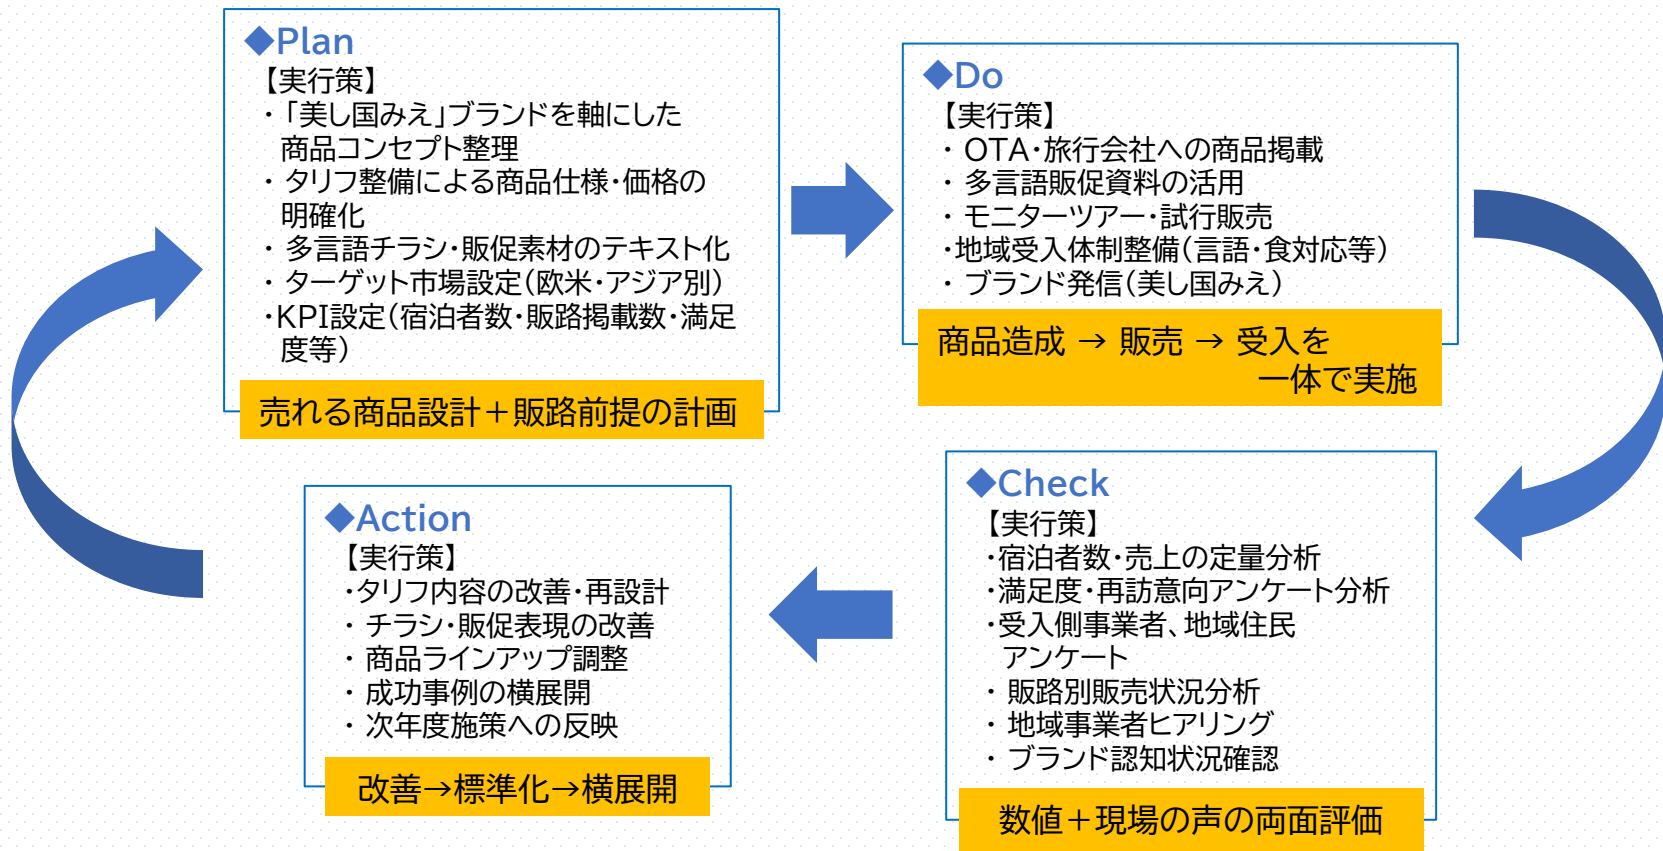 ◆Plan
【実行策】
・「美し国みえ」ブランドを軸にした
商品コンセプト整理
・ タリフ整備による商品仕様・価格の
明確化
・ 多言語チラシ・販促素材のテキスト化
・ ターゲット市場設定（欧米・アジア別）
・KPI設定（宿泊者数・販路掲載数・満足
度等）
売れる商品設計＋販路前提の計画
◆Do
【実行策】
・ OTA・旅行会社への商品掲載
・ 多言語販促資料の活用
・ モニターツアー・試行販売
・地域受入体制整備（言語・食対応等）
・ ブランド発信（美し国みえ）
商品造成 → 販売 → 受入を
一体で実施
◆Check
【実行策】
・宿泊者数・売上の定量分析
・満足度・再訪意向アンケート分析
・受入側事業者、地域住民
アンケート
・ 販路別販売状況分析
・ 地域事業者ヒアリング
・ ブランド認知状況確認
数値＋現場の声の両面評価
◆Action
【実行策】
・タリフ内容の改善・再設計
・ チラシ・販促表現の改善
・ 商品ラインアップ調整
・ 成功事例の横展開
・ 次年度施策への反映
改善→標準化→横展開